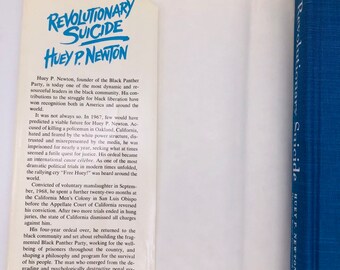 REVOLUTIONARY
SUICIDE
HUEY P. NEWTON
Huey P. Newton, founder of the Black Panther
Party, is today one of the most dynamic and re-
sourceful leaders in the black community. His con-
tributions to the struggle for black liberation have
won recognition both in America and around the
world.
It was not always so. In 1967, few would have
predicted a viable future for Huey P. Newton. Ac-
cused of killing a policeman in Oakland, California,
and feared by the white power structure, dis-
trusted and misrepresented by the media, he was
imprisoned for nearly a year, seeking what at times
seemed a futile quest for justice. His ordeal became
an international cause célèbre. As one of the most
dramatic political trials in modern times unfolded,
the rallying cry "Free Huey!" was heard around the
world.
Convicted of voluntary manslaughter in Septem-
ber, 1968, he spent a further twenty-two months at
the California Men's Colony in San Luis Obispo
before the Appellate Court of California reversed
his conviction. After two more trials ended in hung
juries, the state of California dismissed all charges
against him.
His four-year ordeal over, he returned to the
black community and set about rebuilding the frag-
mented Black Panther Party, working for the well-
being of prisoners throughout the country, and
shaping a philosophy and program for the survival
of his people. The man who emerged from the de-
Revolutionary Suicide
HUEY P. NEWTON